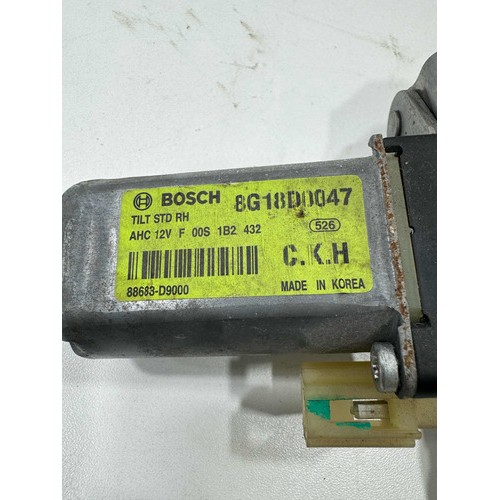 BOSCH 8G18D0047
TILT STD RH
AHC 12V F 00S 1B2 432 526
C.K.H
88683-D9000 MADE IN KOREA